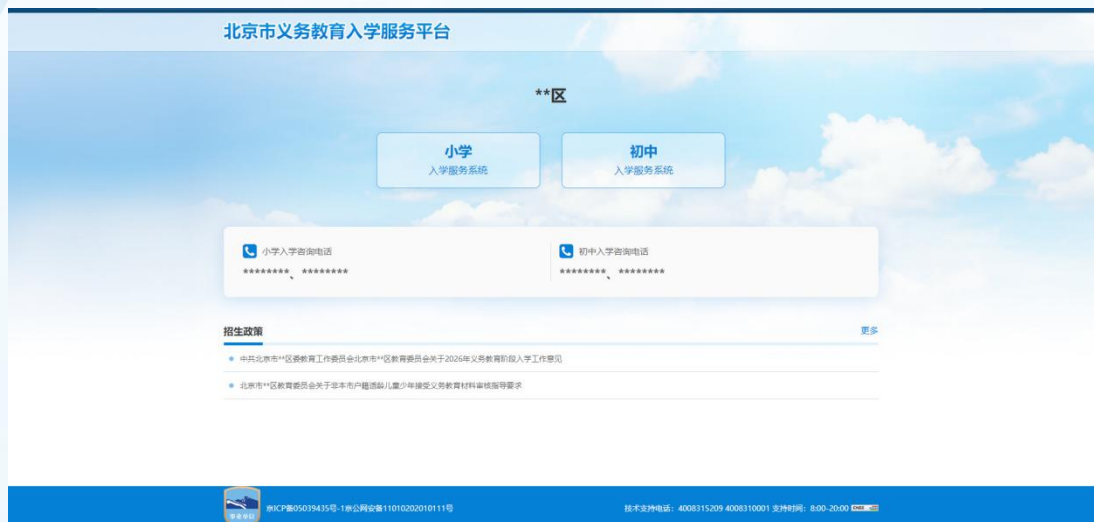 北京市义务教育入学服务平台
**区
小学
入学服务系统
初中
入学服务系统
小学入学咨询电话
********、********
初中入学咨询电话
********、********
招生政策
更多
中共北京市**区委教育工作委员会北京市**区教育委员会关于2026年义务教育阶段入学工作意见
北京市**区教育委员会关于非本市户籍适龄儿童少年接受义务教育材料审核指导要求
京ICP备05039435号-1京公网安备11010202010111号
技术支持电话：4008315209 4008310001 支持时间：8:00-20:00